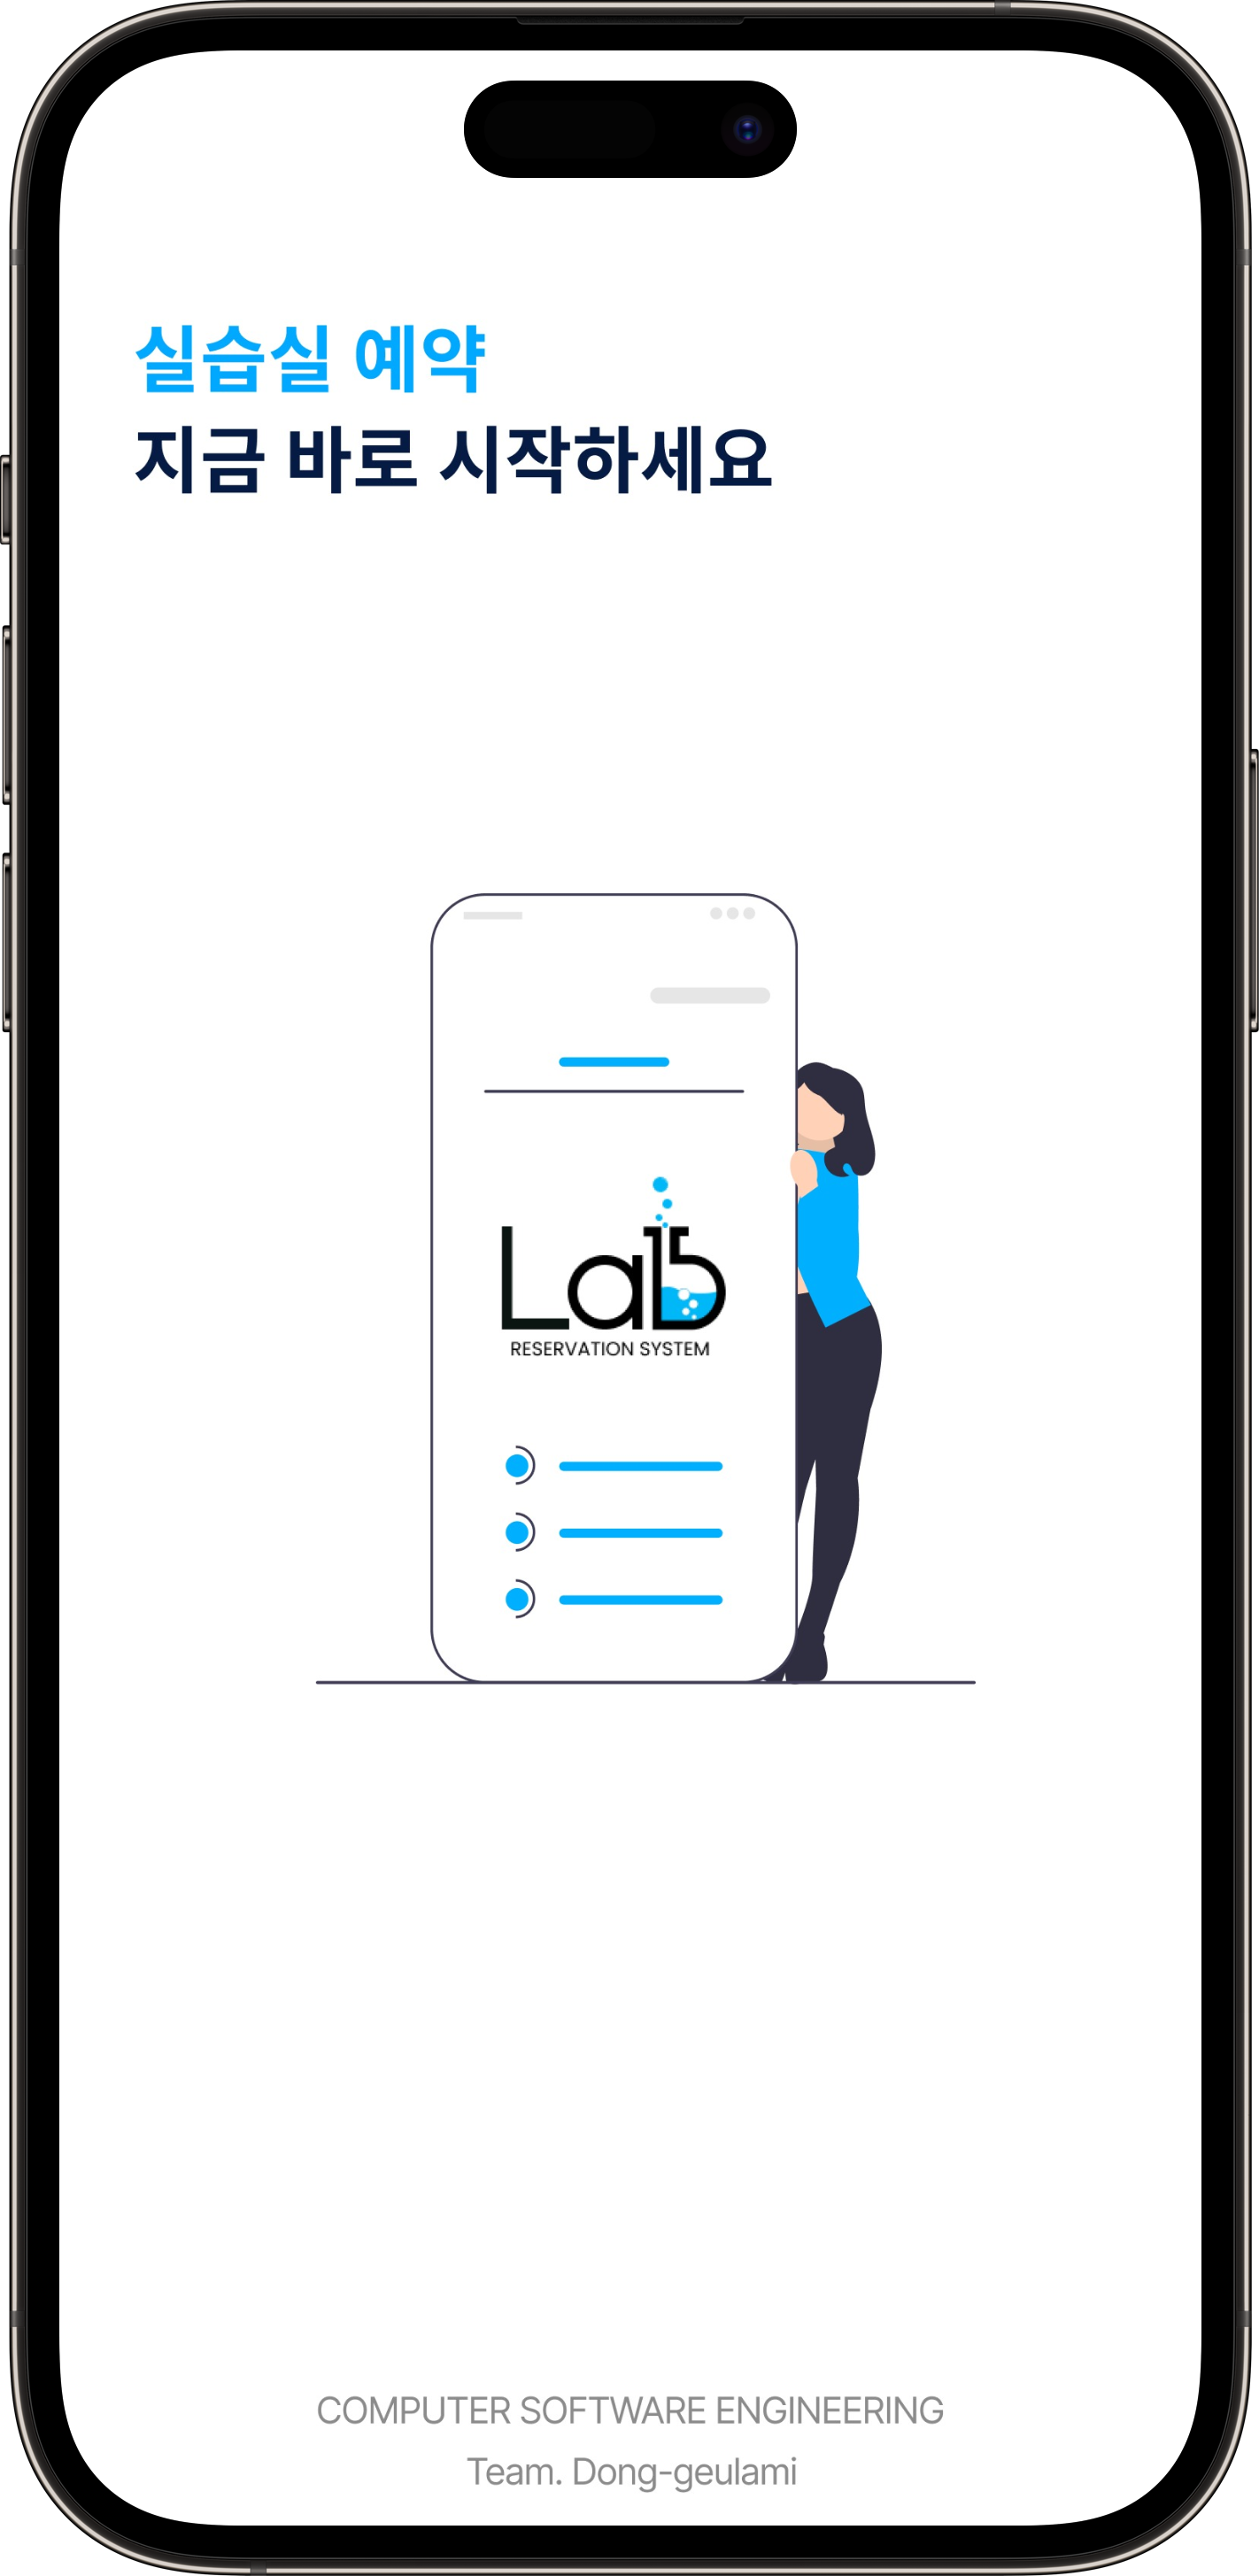 실습실 예약
지금 바로 시작하세요
Lab
RESERVATION SYSTEM
COMPUTER SOFTWARE ENGINEERING
Team. Dong-geulami